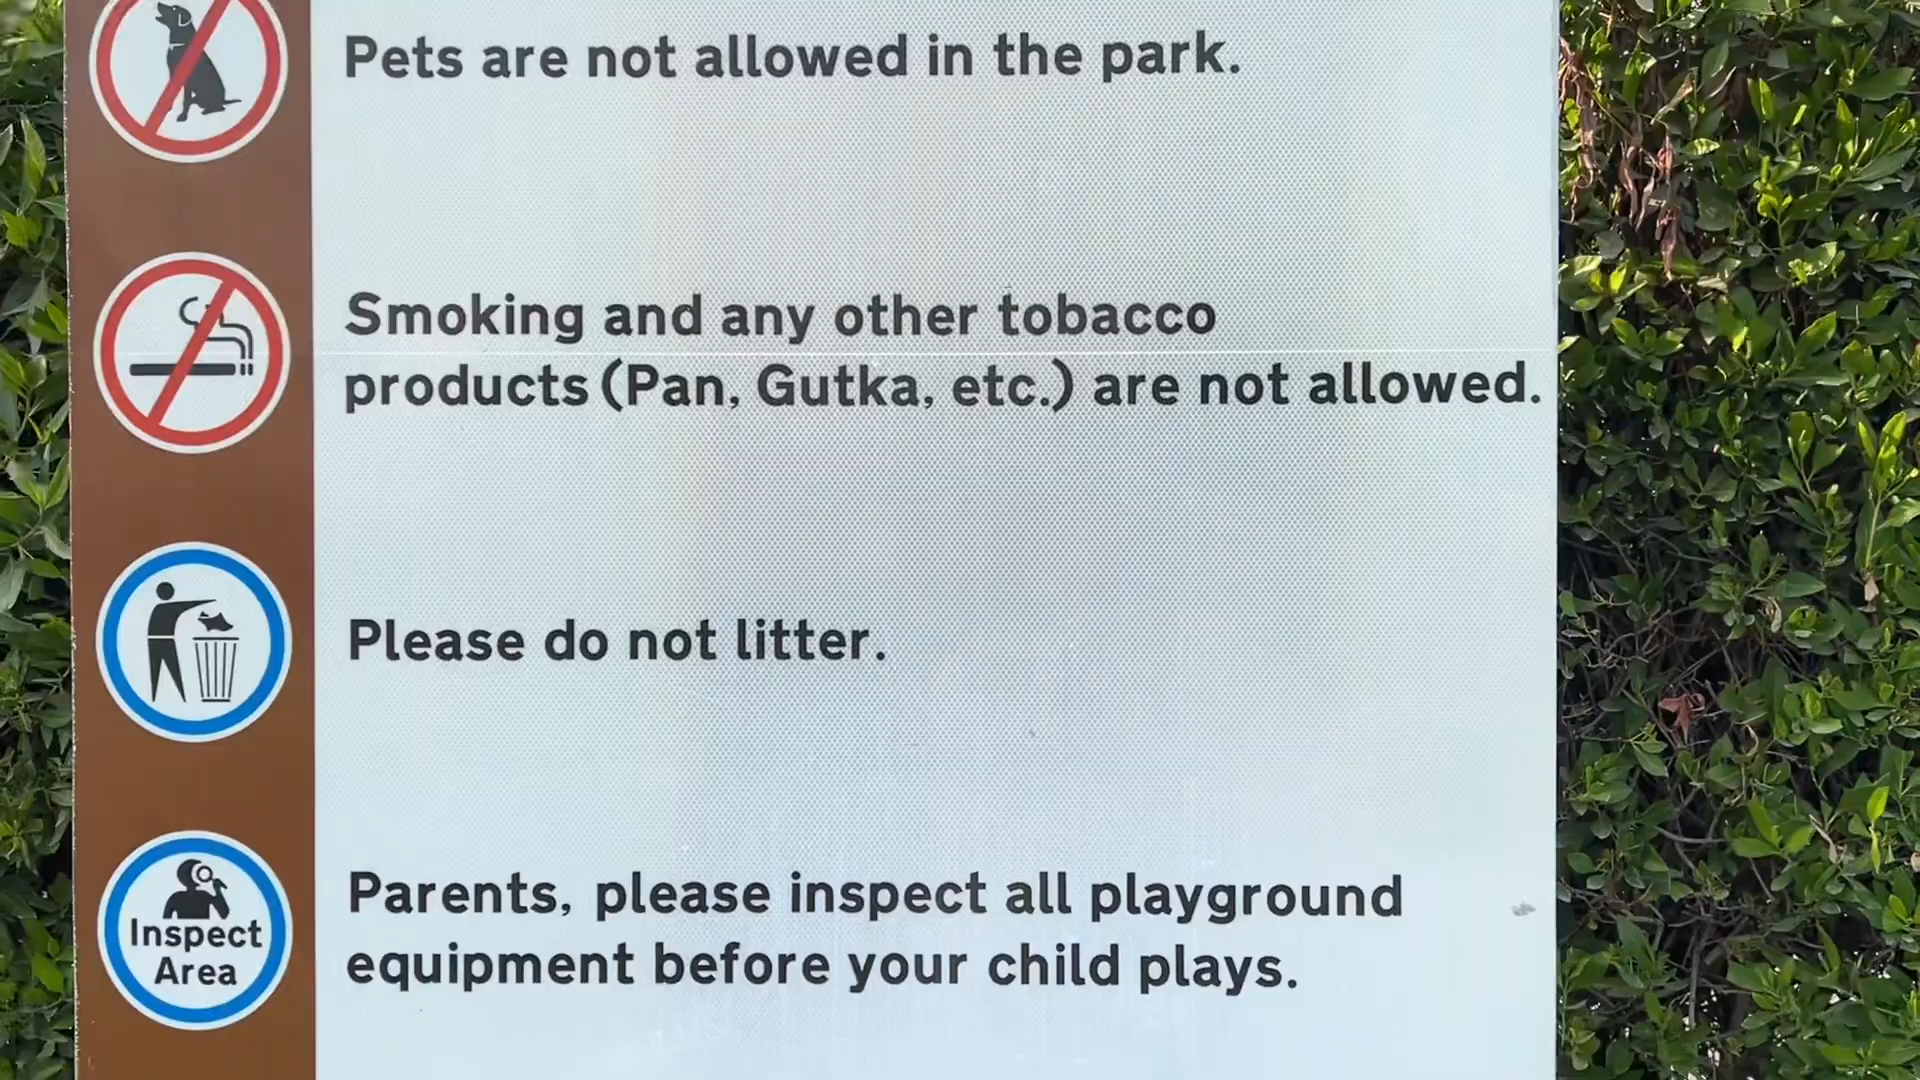 Pets are not allowed in the park.
Smoking and any other tobacco
products (Pan, Gutka, etc.) are not allowed.
Please do not litter.
Inspect
Area
Parents, please inspect all playground
equipment before your child plays.